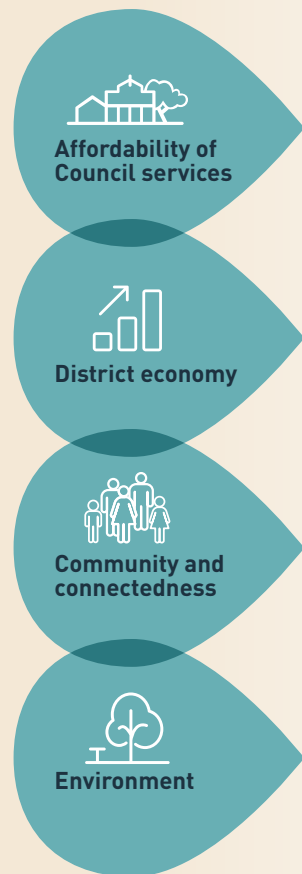 Affordability of
Council services
District economy
Community and
connectedness
Environment